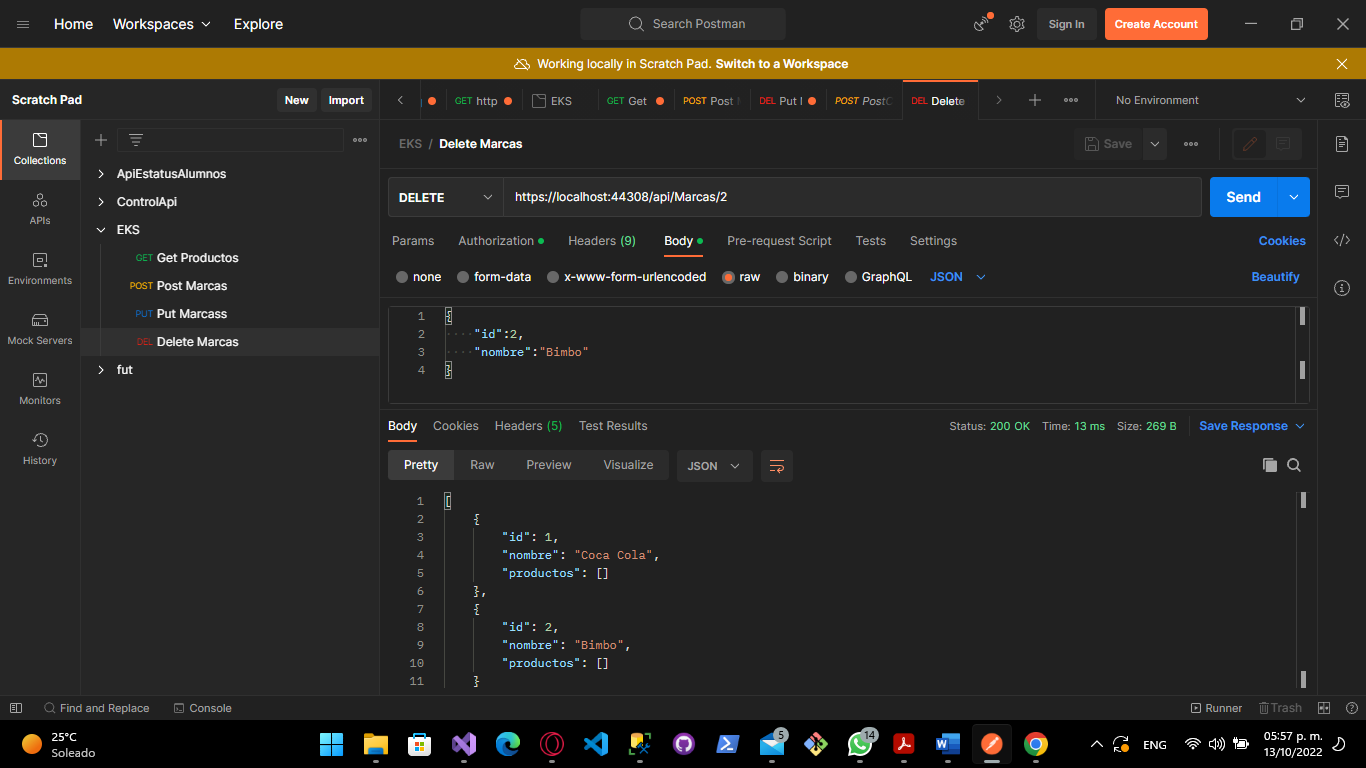 Home Workspaces Explore Search Postman Sign In Create Account
Working locally in Scratch Pad. Switch to a Workspace
Scratch Pad New Import GET http EKS GET Get POST Post DEL Put POST Post DEL Delete No Environment
Collections
APIs
Environments
Mock Servers
Monitors
History
ApiEstatusAlumnos
ControlApi
EKS
GET Get Productos
POST Post Marcas
PUT Put Marcass
DEL Delete Marcas
fut
EKS / Delete Marcas Save
DELETE https://localhost:44308/api/Marcas/2 Send
Params Authorization Headers (9) Body Pre-request Script Tests Settings Cookies
none form-data x-www-form-urlencoded raw binary GraphQL JSON Beautify
1 {
2 "id":2,
3 "nombre":"Bimbo"
4 }
Body Cookies Headers (5) Test Results Status: 200 OK Time: 13 ms Size: 269 B Save Response
Pretty Raw Preview Visualize JSON
1 [
2 {
3 "id": 1,
4 "nombre": "Coca Cola",
5 "productos": []
6 },
7 {
8 "id": 2,
9 "nombre": "Bimbo",
10 "productos": []
11 }
Find and Replace Console Runner Trash
25°C
Soleado
5
14
ENG
05:57 p. m.
13/10/2022